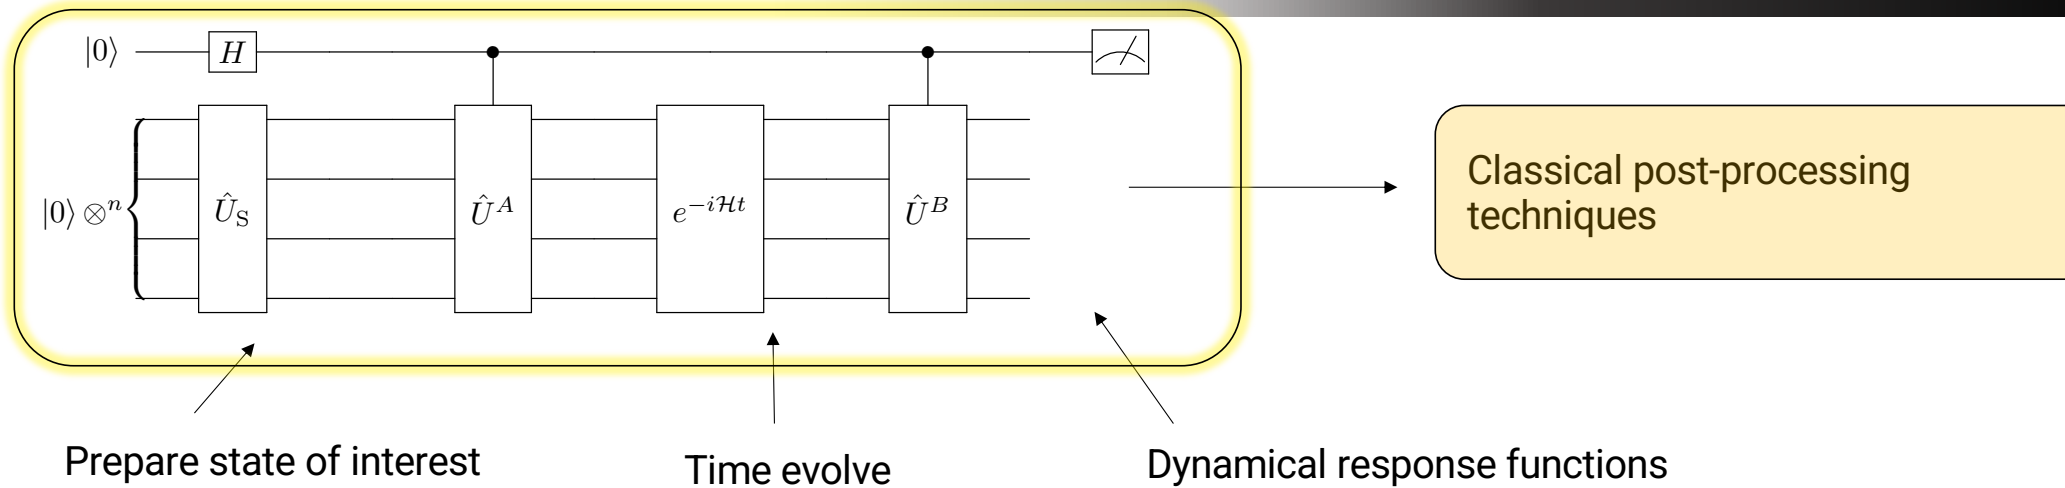 |0⟩ H
|0⟩ ⊗ⁿ Û_S Û^A e^{-iℋt} Û^B
Classical post-processing
techniques
Prepare state of interest
Time evolve
Dynamical response functions